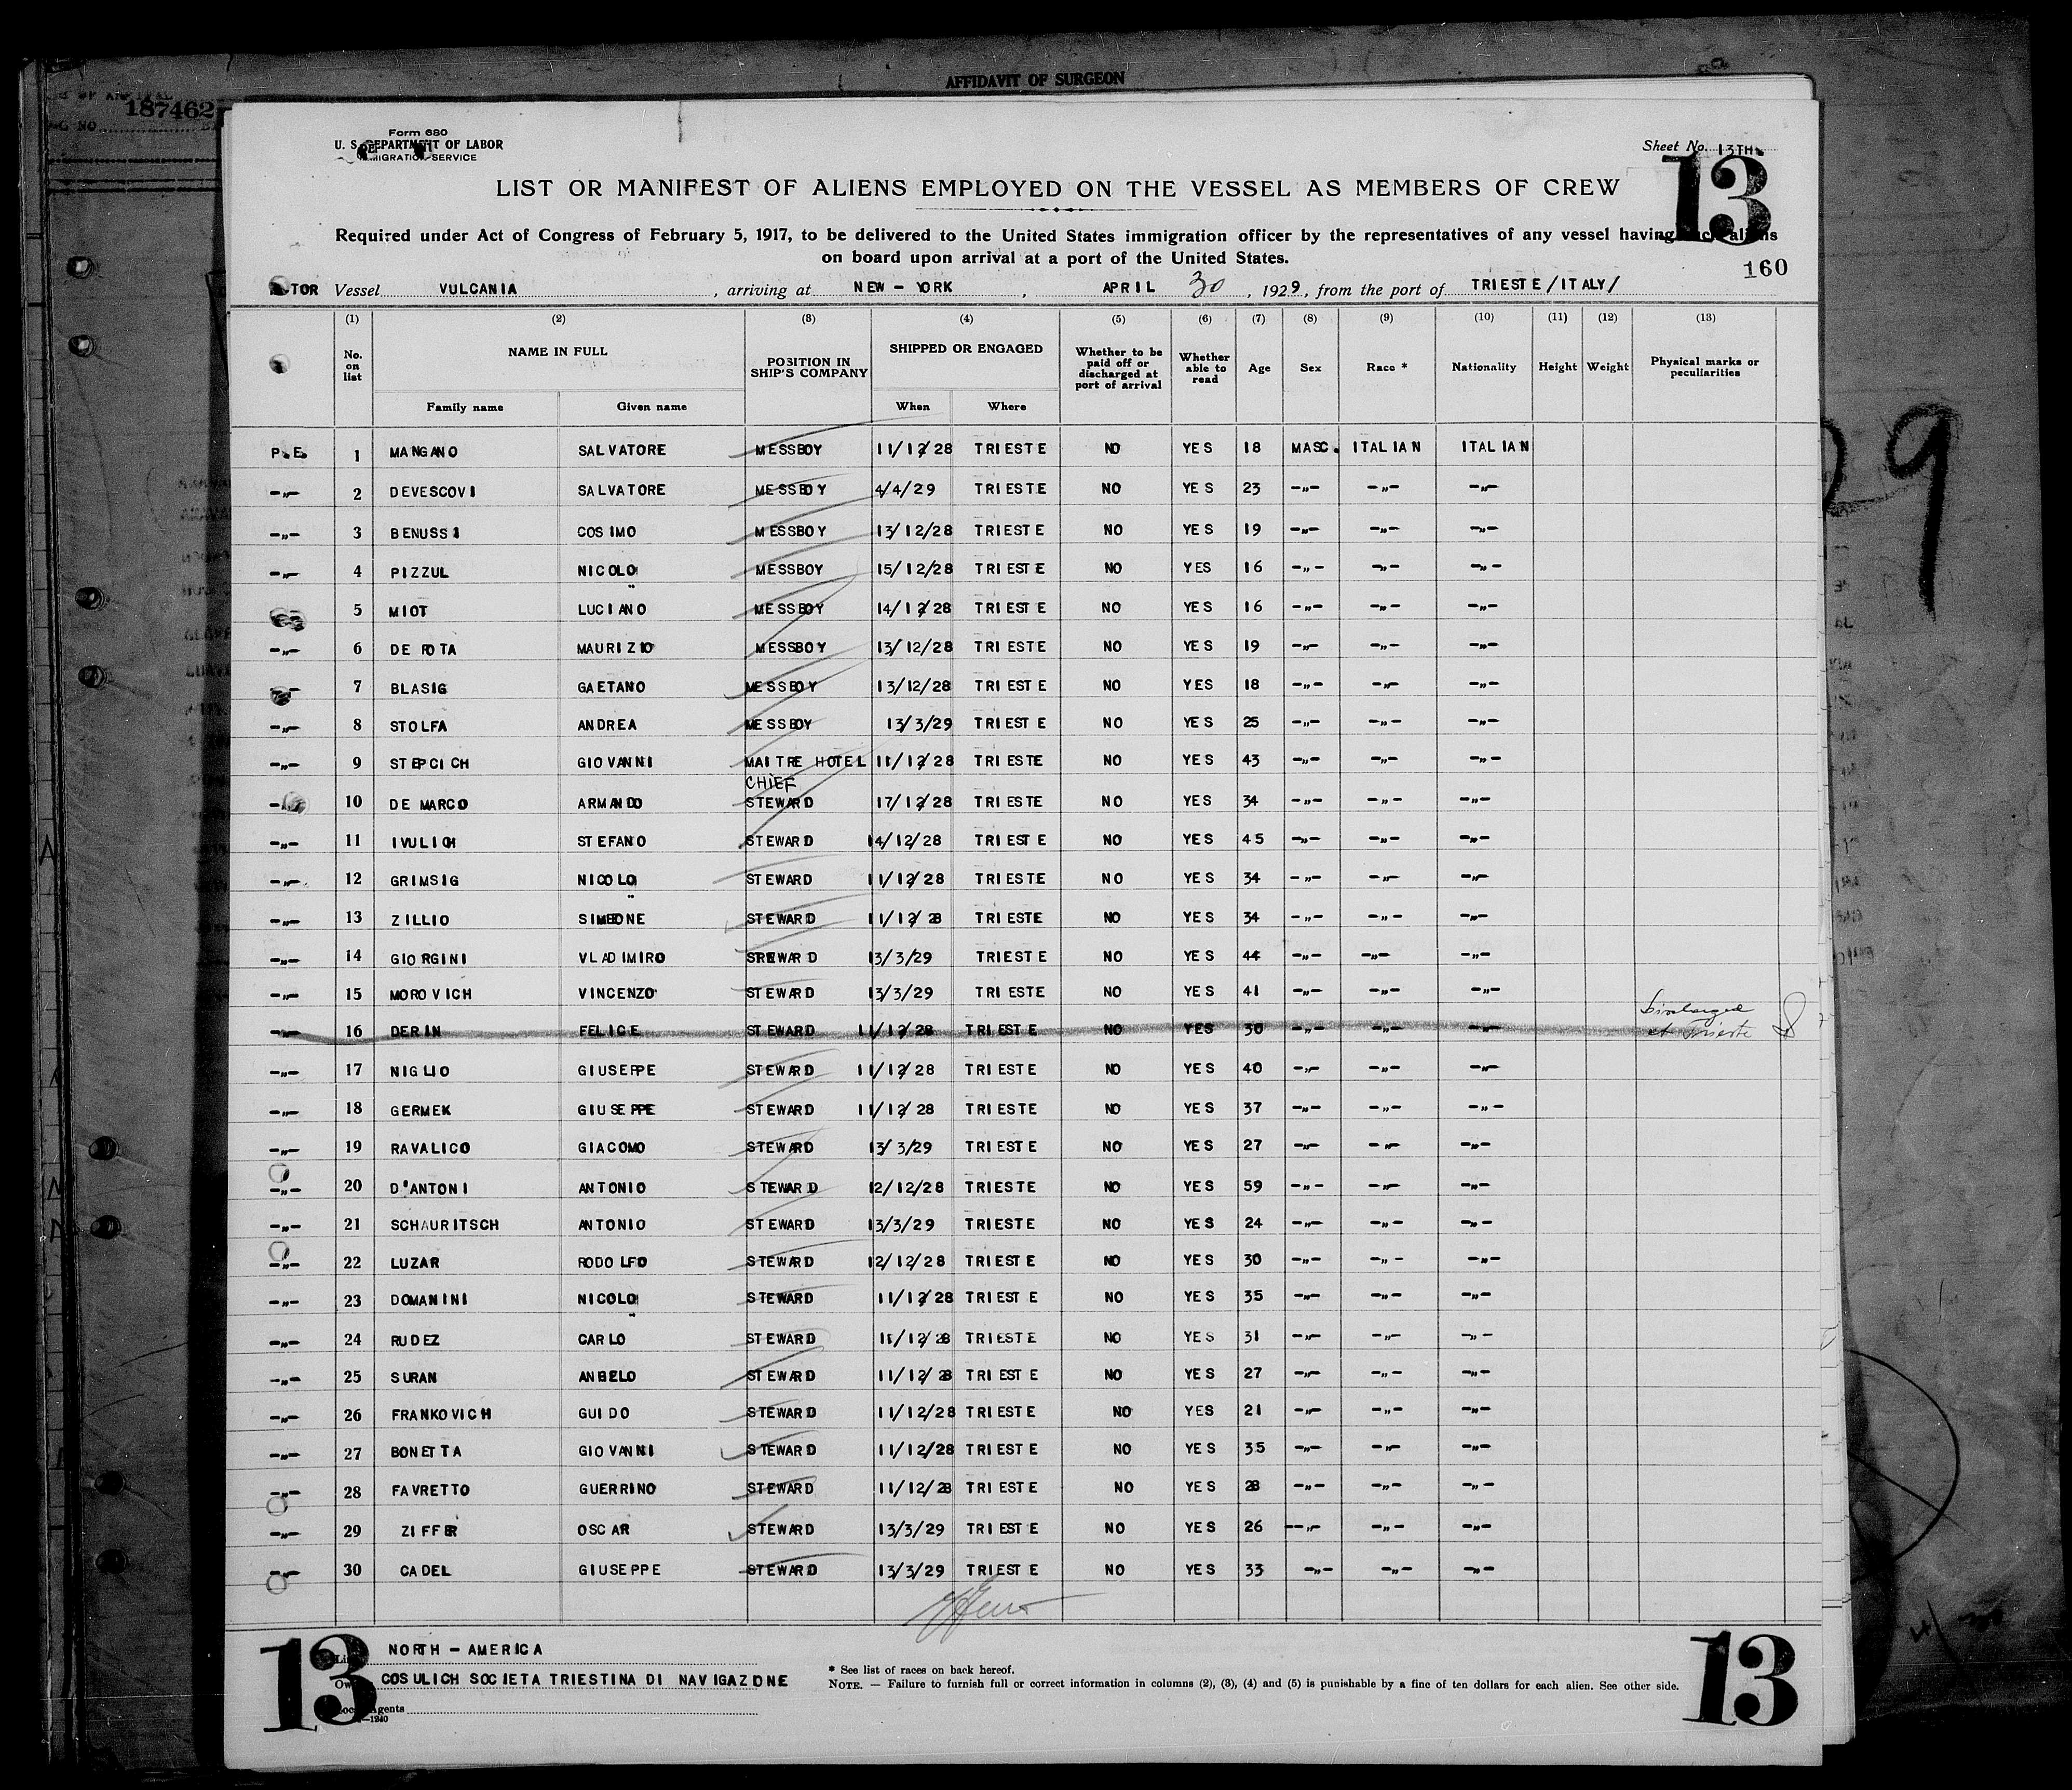 AFFIDAVIT OF SURGEON
187462
Form 680
U. S. DEPARTMENT OF LABOR
IMMIGRATION SERVICE
Sheet No. 13TH.
13
LIST OR MANIFEST OF ALIENS EMPLOYED ON THE VESSEL AS MEMBERS OF CREW
Required under Act of Congress of February 5, 1917, to be delivered to the United States immigration officer by the representatives of any vessel having such aliens
on board upon arrival at a port of the United States.
160
TOR Vessel VULCANIA, arriving at NEW-YORK, APRIL 30, 1929, from the port of TRIESTE/ITALY/
(1) (2) (3) (4) (5) (6) (7) (8) (9) (10) (11) (12) (13)
No. on list NAME IN FULL POSITION IN SHIP'S COMPANY SHIPPED OR ENGAGED Whether to be paid off or discharged at port of arrival Whether able to read Age Sex Race * Nationality Height Weight Physical marks or peculiarities
Family name Given name When Where
P.E. 1 MANGANO SALVATORE MESSBOY 11/12/28 TRIESTE NO YES 18 MASC. ITALIAN ITALIAN
-"- 2 DEVESCOVI SALVATORE MESSBOY 4/4/29 TRIESTE NO YES 23 -"- -"- -"-
-"- 3 BENUSSI COSIMO MESSBOY 13/12/28 TRIESTE NO YES 19 -"- -"- -"-
-"- 4 PIZZUL NICOLO MESSBOY 15/12/28 TRIESTE NO YES 16 -"- -"- -"-
-"- 5 MIOT LUCIANO MESSBOY 14/12/28 TRIESTE NO YES 16 -"- -"- -"-
-"- 6 DE ROTA MAURIZIO MESSBOY 13/12/28 TRIESTE NO YES 19 -"- -"- -"-
-"- 7 BLASIG GAETANO MESSBOY 13/12/28 TRIESTE NO YES 18 -"- -"- -"-
-"- 8 STOLFA ANDREA MESSBOY 13/3/29 TRIESTE NO YES 25 -"- -"- -"-
-"- 9 STEPCICH GIOVANNI MAITRE HOTEL 11/12/28 TRIESTE NO YES 43 -"- -"- -"-
-"- 10 DE MARCO ARMANDO CHIEF STEWARD 17/12/28 TRIESTE NO YES 34 -"- -"- -"-
-"- 11 IVULICH STEFANO STEWARD 14/12/28 TRIESTE NO YES 45 -"- -"- -"-
-"- 12 GRIMSIG NICOLO STEWARD 11/12/28 TRIESTE NO YES 34 -"- -"- -"-
-"- 13 ZILLIO SIMEONE STEWARD 11/12/28 TRIESTE NO YES 34 -"- -"- -"-
-"- 14 GIORGINI VLADIMIRO STEWARD 13/3/29 TRIESTE NO YES 44 -"- -"- -"-
-"- 15 MOROVICH VINCENZO STEWARD 13/3/29 TRIESTE NO YES 41 -"- -"- -"-
-"- 16 DERIN FELICE STEWARD 11/12/28 TRIESTE NO YES 30 -"- -"- -"- Discharged at Trieste
-"- 17 NIGLIO GIUSEPPE STEWARD 11/12/28 TRIESTE NO YES 40 -"- -"- -"-
-"- 18 GERMEK GIUSEPPE STEWARD 11/12/28 TRIESTE NO YES 37 -"- -"- -"-
-"- 19 RAVALICO GIACOMO STEWARD 13/3/29 TRIESTE NO YES 27 -"- -"- -"-
-"- 20 D'ANTONI ANTONIO STEWARD 12/12/28 TRIESTE NO YES 59 -"- -"- -"-
-"- 21 SCHAURITSCH ANTONIO STEWARD 13/3/29 TRIESTE NO YES 24 -"- -"- -"-
-"- 22 LUZAR RODOLFO STEWARD 12/12/28 TRIESTE NO YES 30 -"- -"- -"-
-"- 23 DOMANINI NICOLO STEWARD 11/12/28 TRIESTE NO YES 35 -"- -"- -"-
-"- 24 RUDEZ CARLO STEWARD 11/12/28 TRIESTE NO YES 31 -"- -"- -"-
-"- 25 SURAN ANGELO STEWARD 11/12/28 TRIESTE NO YES 27 -"- -"- -"-
-"- 26 FRANKOVICH GUIDO STEWARD 11/12/28 TRIESTE NO YES 21 -"- -"- -"-
-"- 27 BONETTA GIOVANNI STEWARD 11/12/28 TRIESTE NO YES 35 -"- -"- -"-
-"- 28 FAVRETTO GUERRINO STEWARD 11/12/28 TRIESTE NO YES 28 -"- -"- -"-
-"- 29 ZIFFER OSCAR STEWARD 13/3/29 TRIESTE NO YES 26 -"- -"- -"-
-"- 30 CADEL GIUSEPPE STEWARD 13/3/29 TRIESTE NO YES 33 -"- -"- -"-
13 NORTH-AMERICA
COSULICH SOCIETA TRIESTINA DI NAVIGAZIONE
Agents
* See list of races on back hereof.
NOTE. — Failure to furnish full or correct information in columns (2), (3), (4) and (5) is punishable by a fine of ten dollars for each alien. See other side.
13